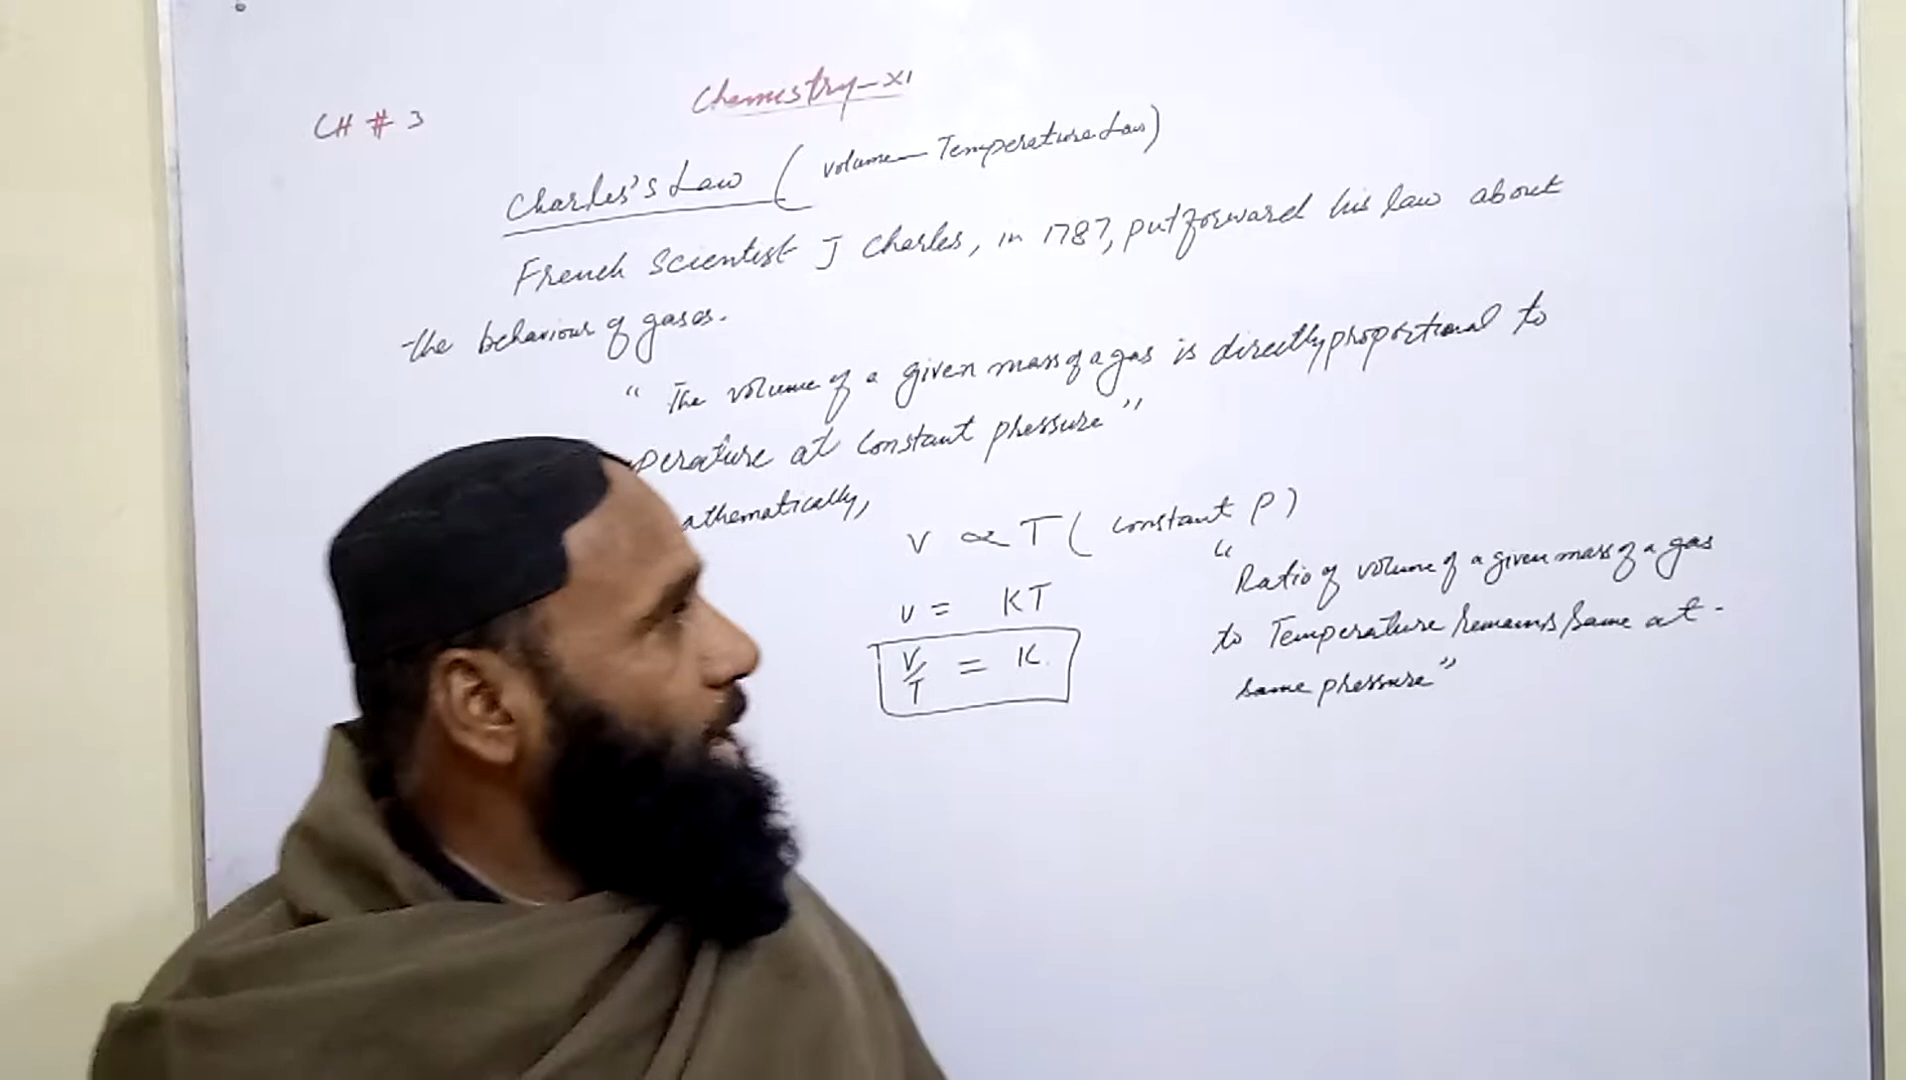 Chemestry-XI
CH # 3
Charles's Law (volume-Temperature Law)
French Scientist J Charles, in 1787, put forward his law about
the behaviour of gases.
"The volume of a given mass of a gas is directly proportional to
perature at constant pressure"
athematically,
V ∝ T (constant P)
V = KT
V/T = K.
"Ratio of volume of a given mass of a gas
to Temperature remains same at-
same pressure"